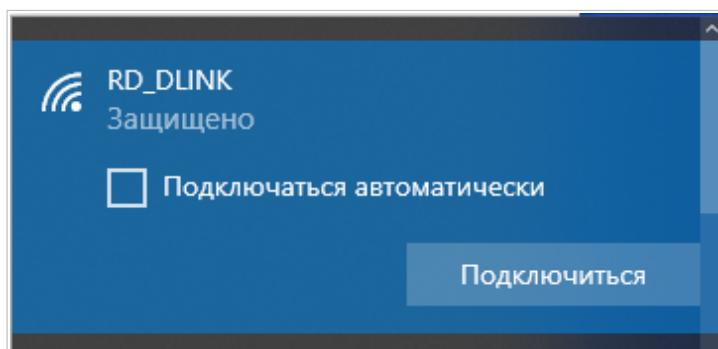 RD_DLINK
Защищено
Подключаться автоматически
Подключиться